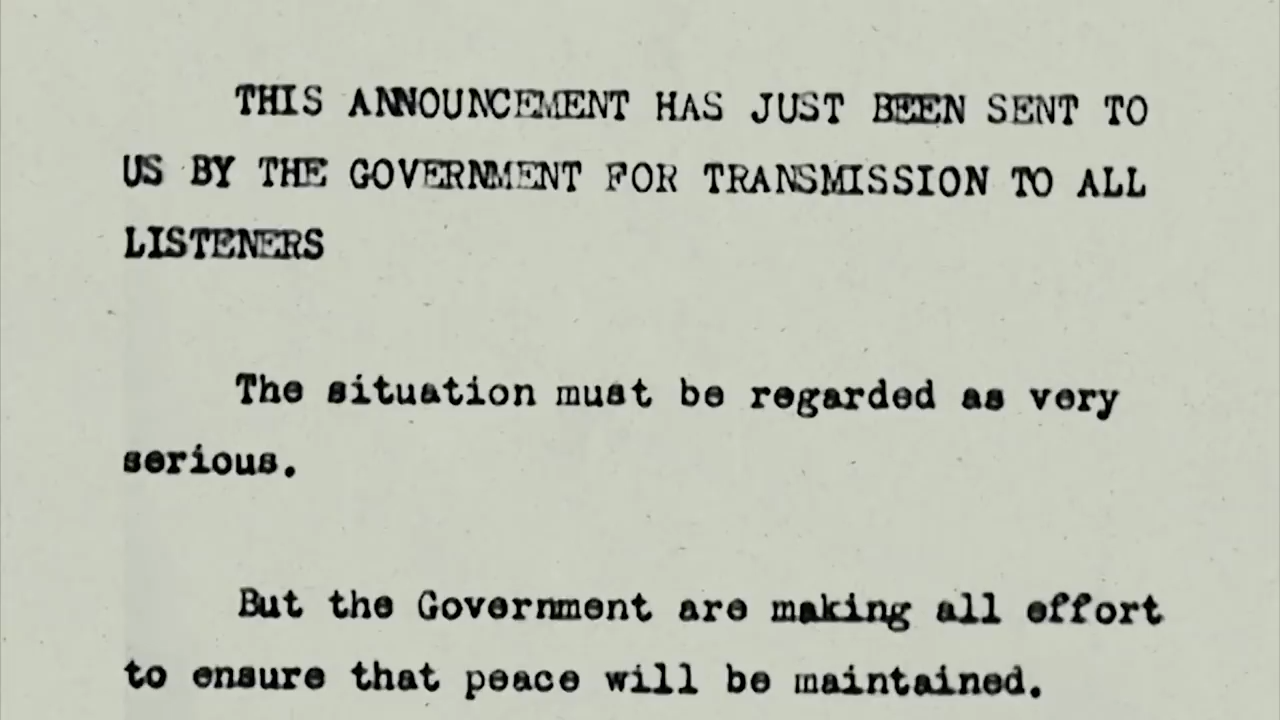 THIS ANNOUNCEMENT HAS JUST BEEN SENT TO
US BY THE GOVERNMENT FOR TRANSMISSION TO ALL
LISTENERS
The situation must be regarded as very
serious.
But the Government are making all effort
to ensure that peace will be maintained.